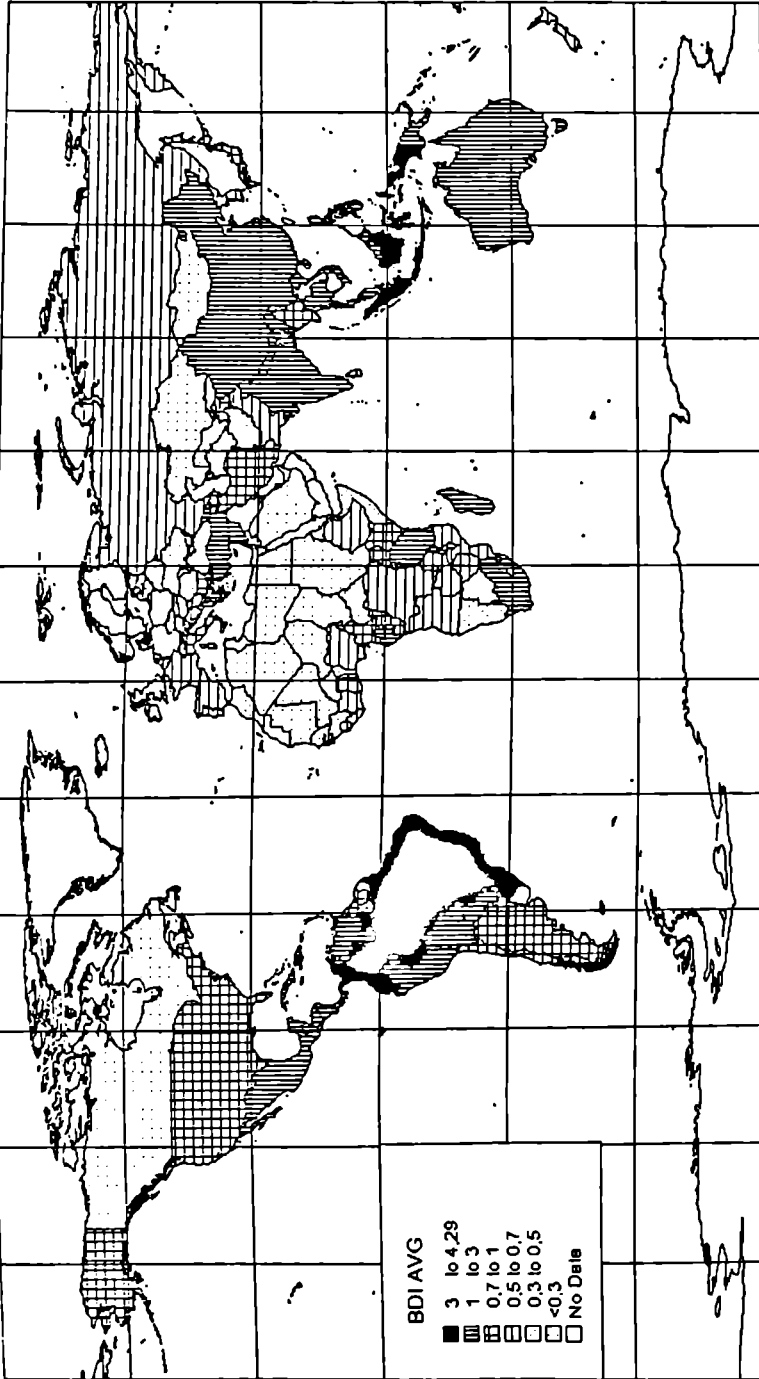 BDI AVG
3 to 4,29
1 to 3
0,7 to 1
0,5 to 0,7
0,3 to 0,5
<0,3
No Data